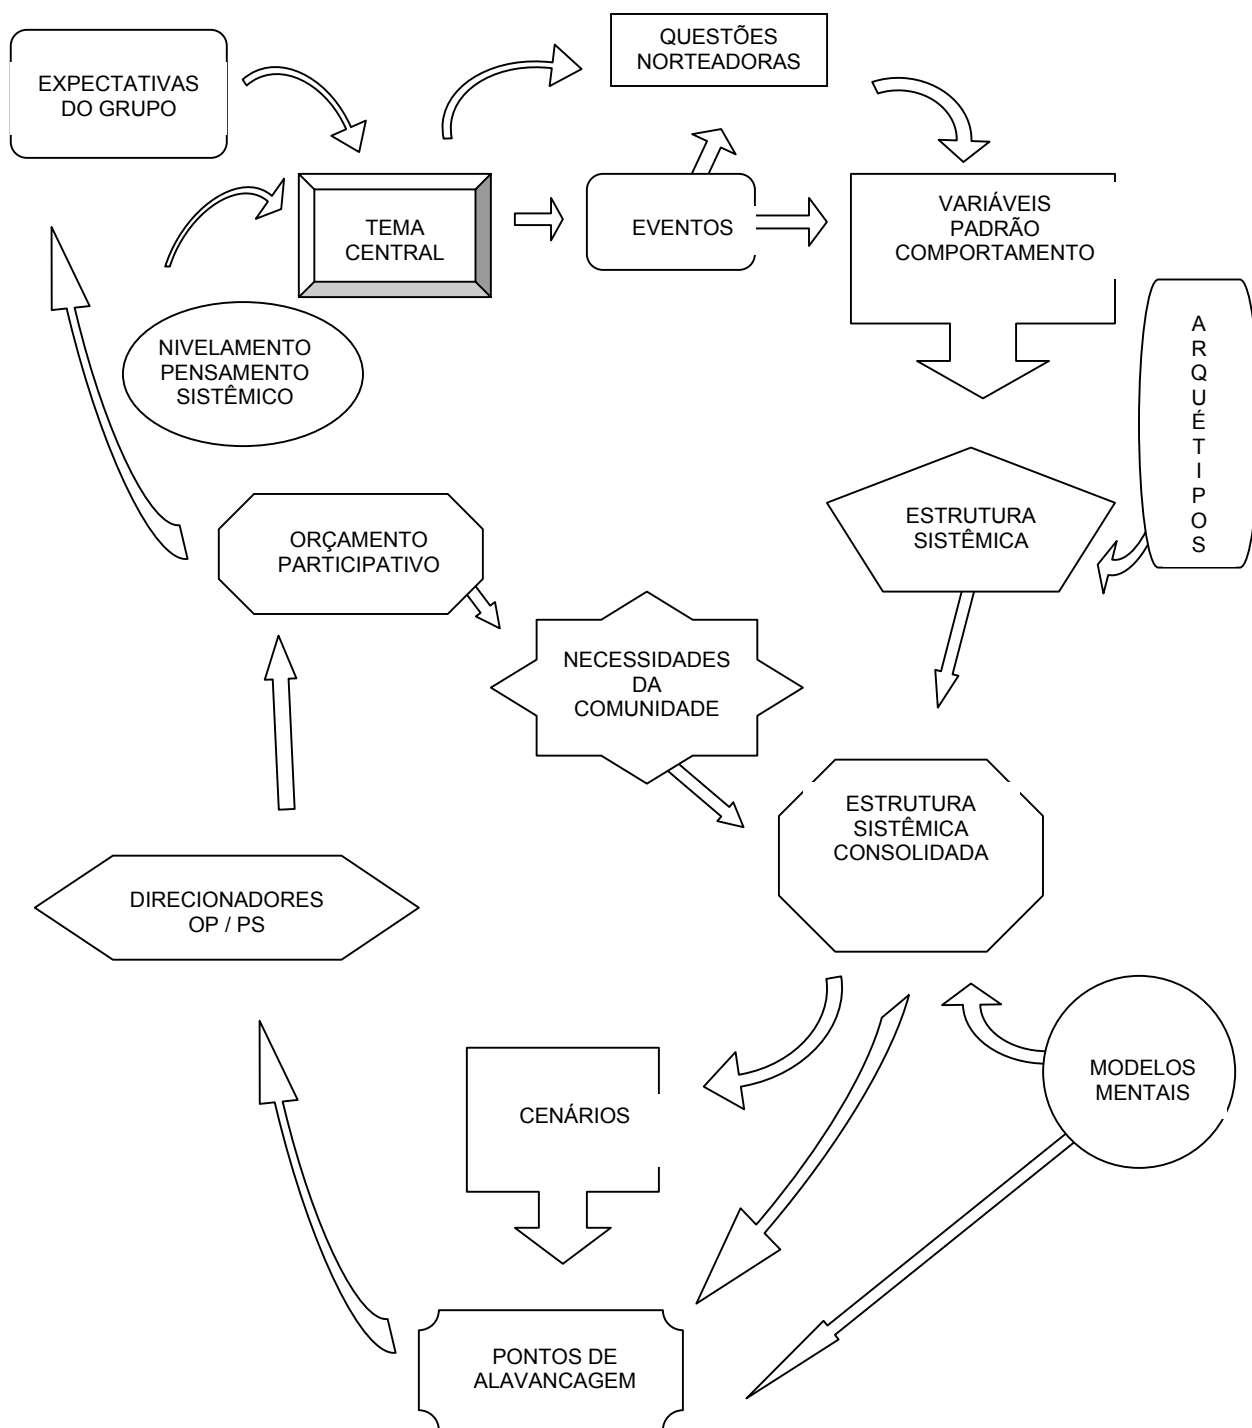 QUESTÕES
NORTEADORAS
EXPECTATIVAS
DO GRUPO
TEMA
CENTRAL
EVENTOS
VARIÁVEIS
PADRÃO
COMPORTAMENTO
NIVELAMENTO
PENSAMENTO
SISTÊMICO
A
R
Q
U
É
T
I
P
O
S
ESTRUTURA
SISTÊMICA
ORÇAMENTO
PARTICIPATIVO
NECESSIDADES
DA
COMUNIDADE
ESTRUTURA
SISTÊMICA
CONSOLIDADA
DIRECIONADORES
OP / PS
MODELOS
MENTAIS
CENÁRIOS
PONTOS DE
ALAVANCAGEM